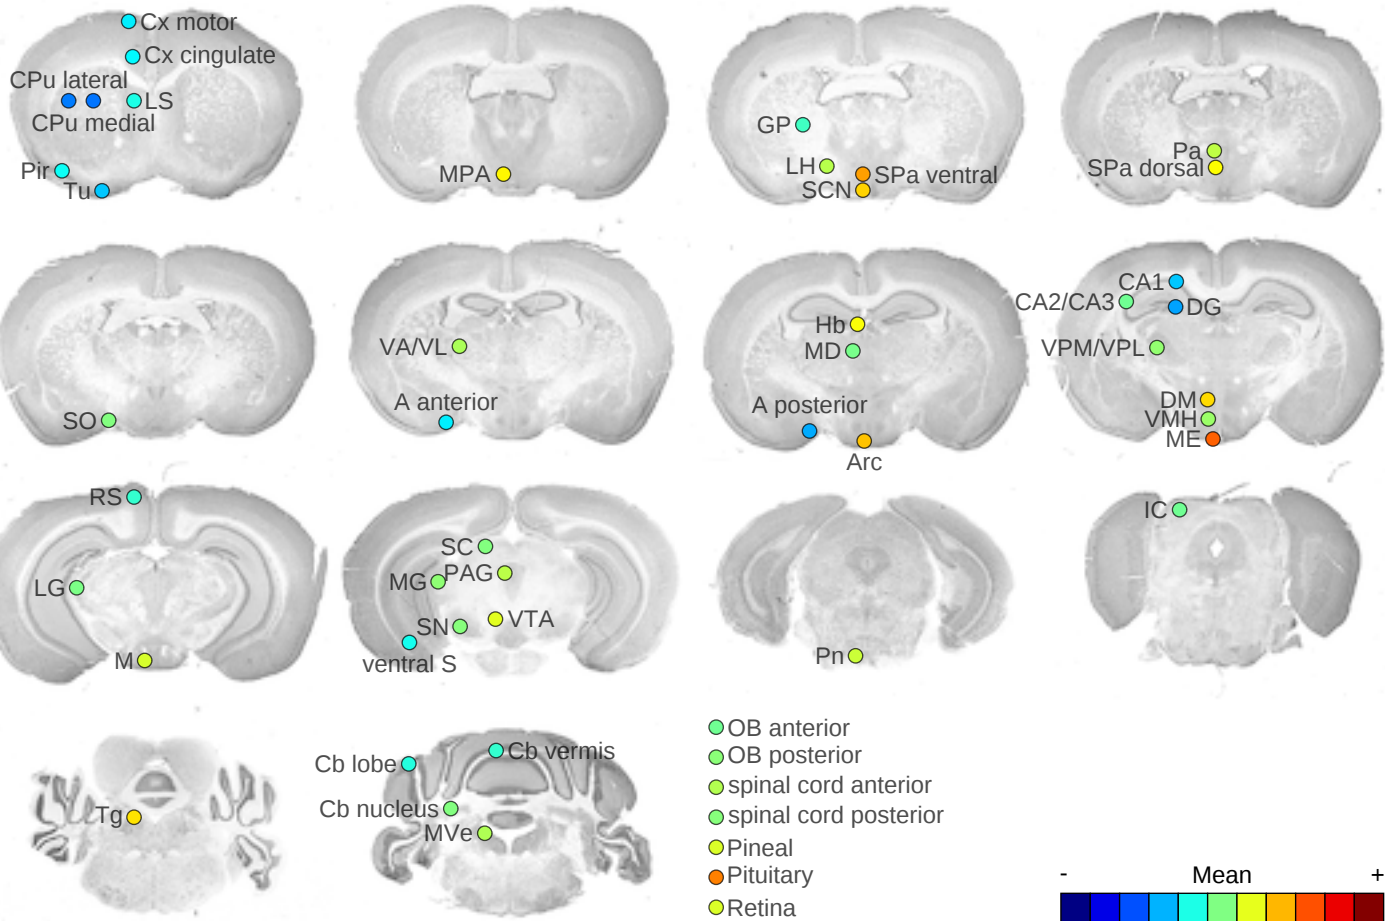 Cx motor
Cx cingulate
CPu lateral
LS
CPu medial
Pir
Tu
MPA
GP
LH
SPa ventral
SCN
Pa
SPa dorsal
SO
VA/VL
A anterior
Hb
MD
A posterior
Arc
CA1
CA2/CA3
DG
VPM/VPL
DM
VMH
ME
RS
LG
M
SC
PAG
MG
VTA
SN
ventral S
Pn
IC
Tg
Cb vermis
Cb lobe
Cb nucleus
MVe
OB anterior
OB posterior
spinal cord anterior
spinal cord posterior
Pineal
Pituitary
Retina
- Mean +